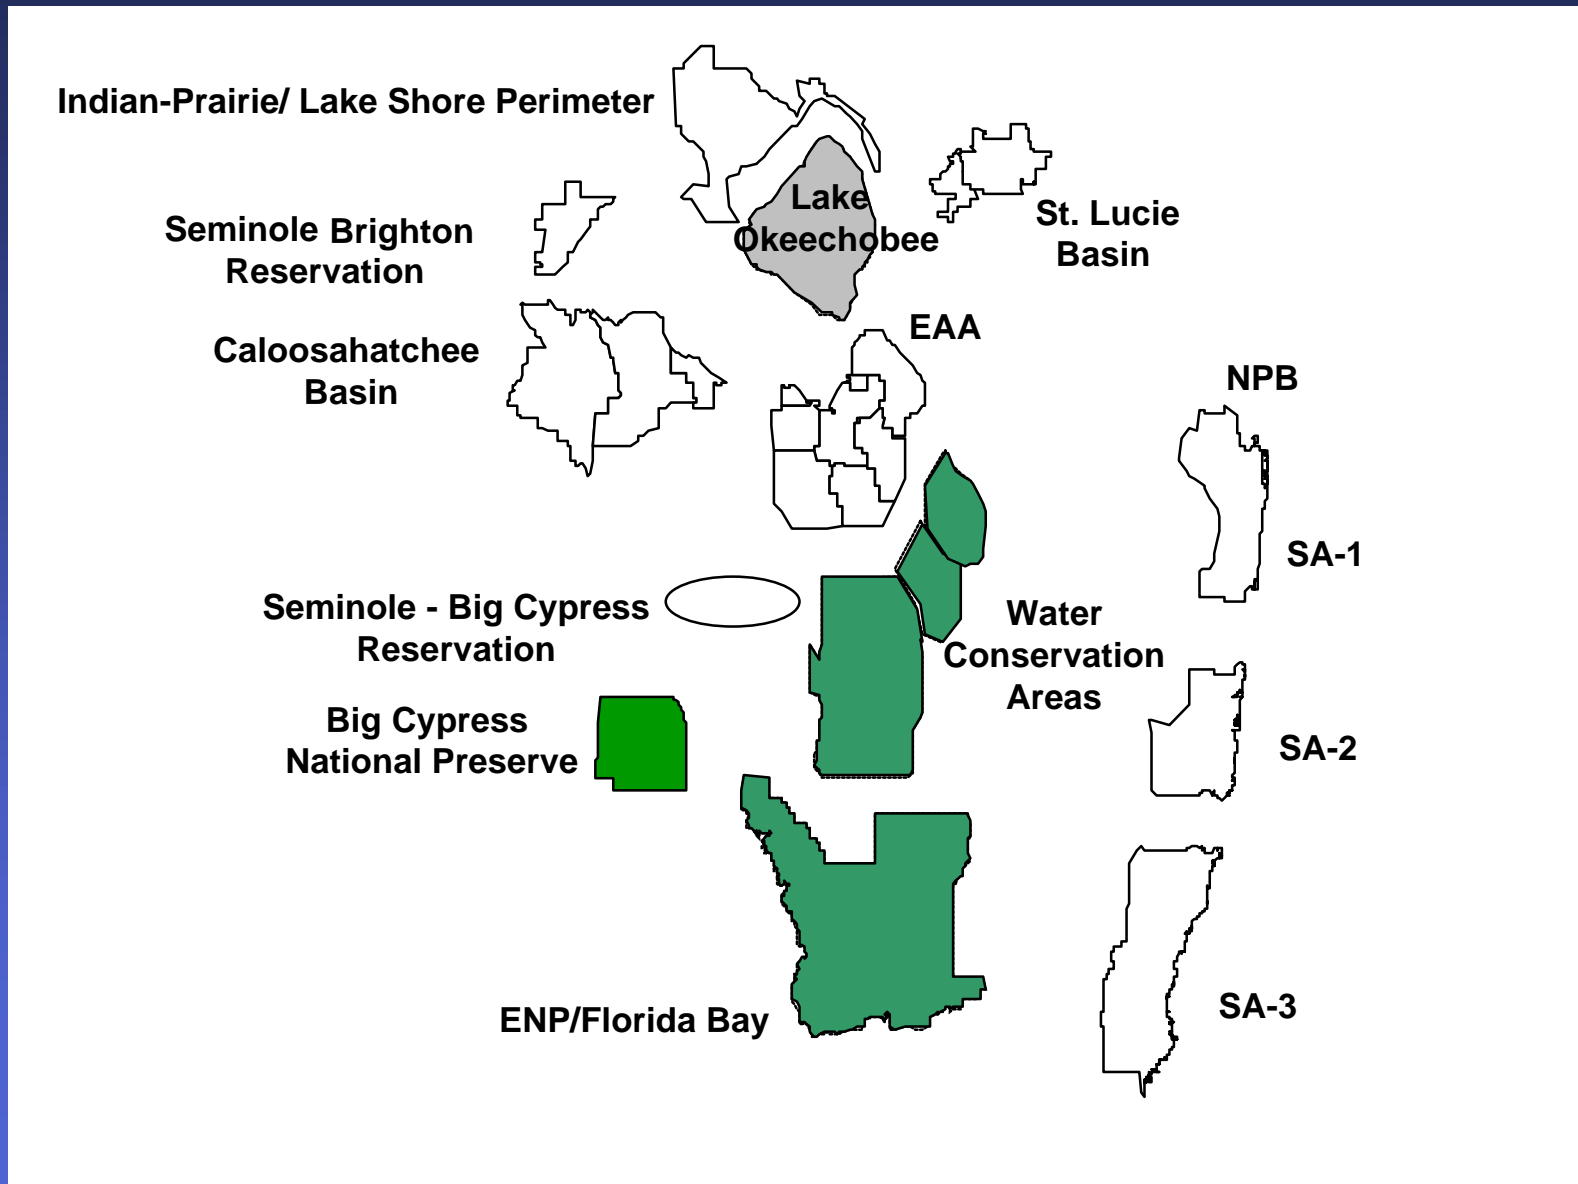 Indian-Prairie/ Lake Shore Perimeter
Lake
Okeechobee
St. Lucie
Basin
Seminole Brighton
Reservation
EAA
Caloosahatchee
Basin
NPB
SA-1
Seminole - Big Cypress
Reservation
Water
Conservation
Areas
Big Cypress
National Preserve
SA-2
ENP/Florida Bay
SA-3